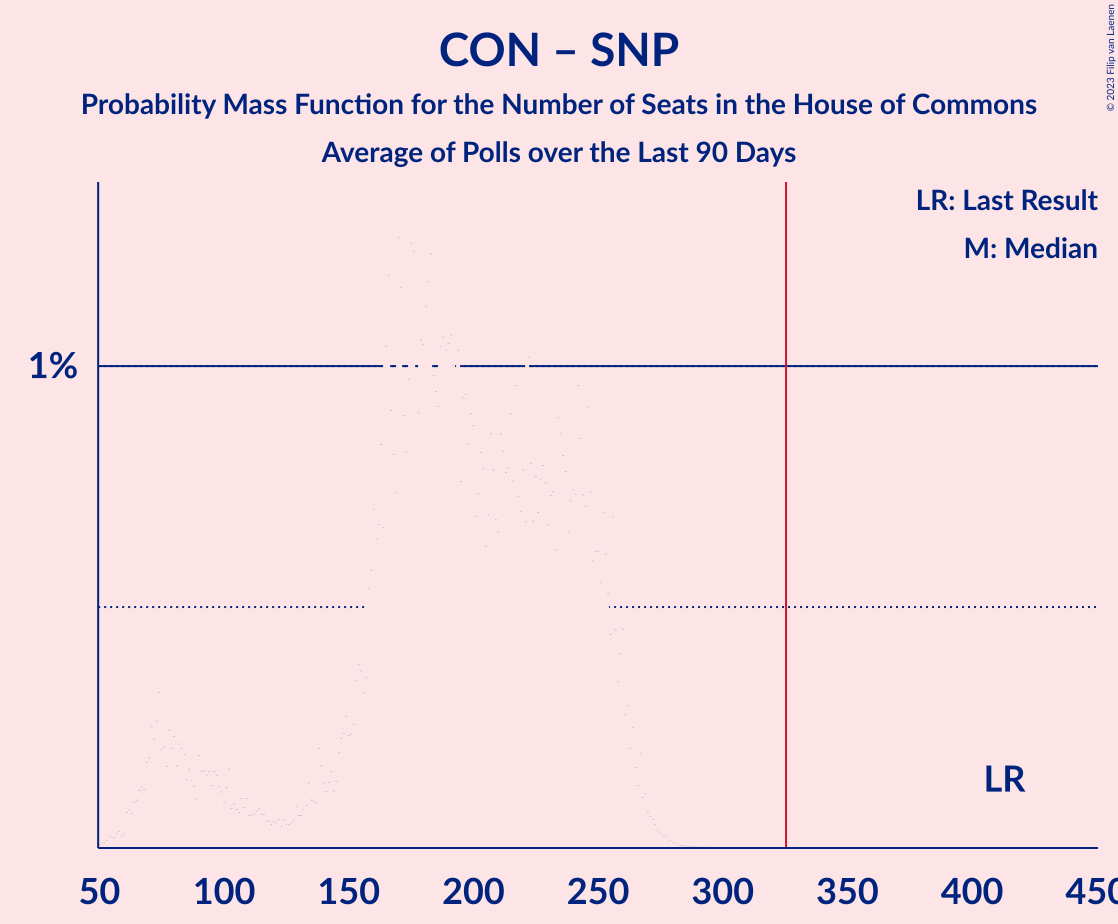 CON – SNP
Probability Mass Function for the Number of Seats in the House of Commons
Average of Polls over the Last 90 Days
© 2023 Filip van Laenen
LR: Last Result
M: Median
1%
LR
50 100 150 200 250 300 350 400 450